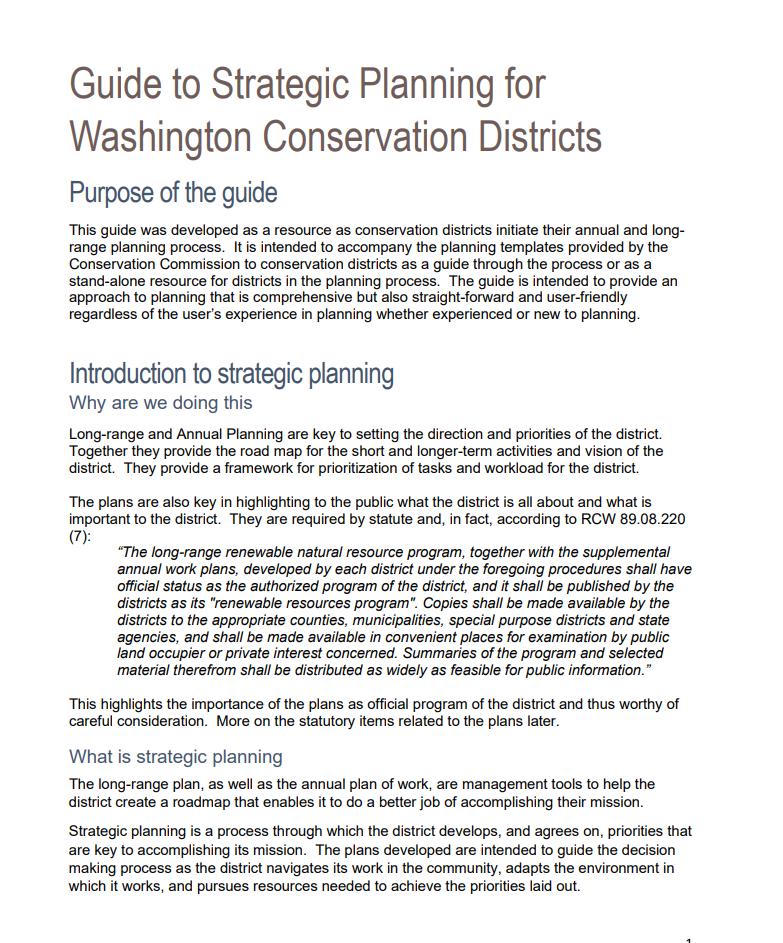 Guide to Strategic Planning for
Washington Conservation Districts
Purpose of the guide
This guide was developed as a resource as conservation districts initiate their annual and long-
range planning process.  It is intended to accompany the planning templates provided by the
Conservation Commission to conservation districts as a guide through the process or as a
stand-alone resource for districts in the planning process.  The guide is intended to provide an
approach to planning that is comprehensive but also straight-forward and user-friendly
regardless of the user’s experience in planning whether experienced or new to planning.
Introduction to strategic planning
Why are we doing this
Long-range and Annual Planning are key to setting the direction and priorities of the district.
Together they provide the road map for the short and longer-term activities and vision of the
district.  They provide a framework for prioritization of tasks and workload for the district.
The plans are also key in highlighting to the public what the district is all about and what is
important to the district.  They are required by statute and, in fact, according to RCW 89.08.220
(7):
“The long-range renewable natural resource program, together with the supplemental
annual work plans, developed by each district under the foregoing procedures shall have
official status as the authorized program of the district, and it shall be published by the
districts as its "renewable resources program". Copies shall be made available by the
districts to the appropriate counties, municipalities, special purpose districts and state
agencies, and shall be made available in convenient places for examination by public
land occupier or private interest concerned. Summaries of the program and selected
material therefrom shall be distributed as widely as feasible for public information.”
This highlights the importance of the plans as official program of the district and thus worthy of
careful consideration.  More on the statutory items related to the plans later.
What is strategic planning
The long-range plan, as well as the annual plan of work, are management tools to help the
district create a roadmap that enables it to do a better job of accomplishing their mission.
Strategic planning is a process through which the district develops, and agrees on, priorities that
are key to accomplishing its mission.  The plans developed are intended to guide the decision
making process as the district navigates its work in the community, adapts the environment in
which it works, and pursues resources needed to achieve the priorities laid out.
1